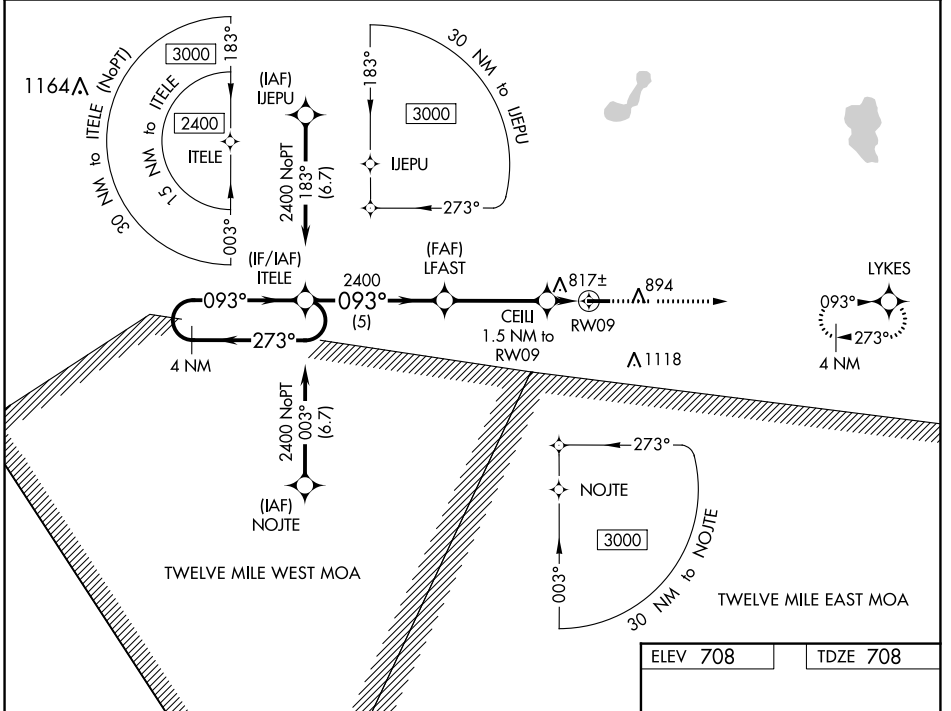 1164
30 NM to ITELE (NoPT)
15 NM to ITELE
3000
2400
183°
ITELE
003°
(IAF)
IJEPU
2400 NoPT
183°
(6.7)
183°
3000
IJEPU
273°
30 NM to IJEPU
(IF/IAF)
ITELE
093°
273°
4 NM
2400
093°
(5)
(FAF)
LFAST
CEILI
1.5 NM to
RW09
817±
RW09
894
1118
LYKES
093°
273°
4 NM
2400 NoPT
003°
(6.7)
(IAF)
NOJTE
273°
NOJTE
3000
003°
30 NM to NOJTE
TWELVE MILE WEST MOA
TWELVE MILE EAST MOA
ELEV 708
TDZE 708